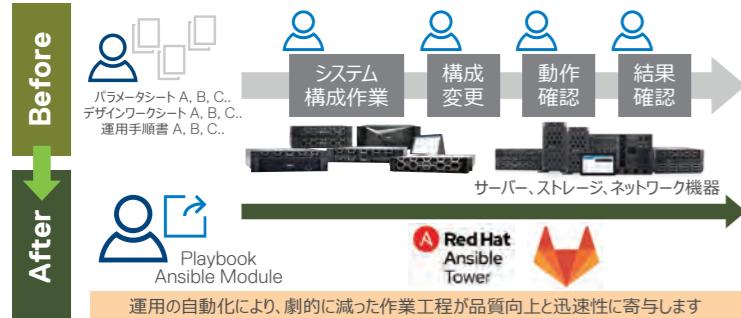 Before
パラメータシート A, B, C..
デザインワークシート A, B, C..
運用手順書 A, B, C..
システム
構成作業
構成
変更
動作
確認
結果
確認
サーバー、ストレージ、ネットワーク機器
After
Playbook
Ansible Module
A
Red Hat
Ansible
Tower
運用の自動化により、劇的に減った作業工程が品質向上と迅速性に寄与します